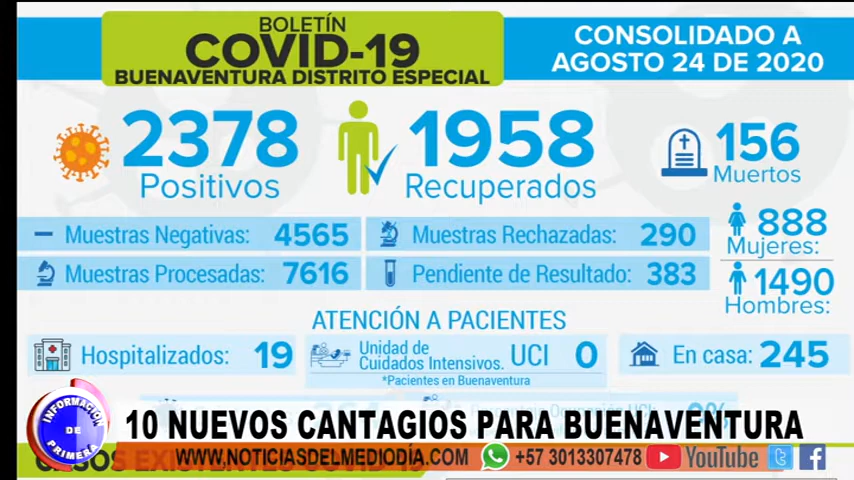 BOLETÍN
COVID-19
BUENAVENTURA DISTRITO ESPECIAL
CONSOLIDADO A
AGOSTO 24 DE 2020
2378
Positivos
1958
Recuperados
156
Muertos
Muestras Negativas: 4565
Muestras Rechazadas: 290
Muestras Procesadas: 7616
Pendiente de Resultado: 383
888
Mujeres:
1490
Hombres:
ATENCIÓN A PACIENTES
Hospitalizados: 19
Unidad de
Cuidados Intensivos. UCI 0
*Pacientes en Buenaventura
En casa: 245
INFORMACIÓN
DE
PRIMERA
10 NUEVOS CANTAGIOS PARA BUENAVENTURA
WWW.NOTICIASDELMEDIODÍA.COM +57 3013307478 YouTube